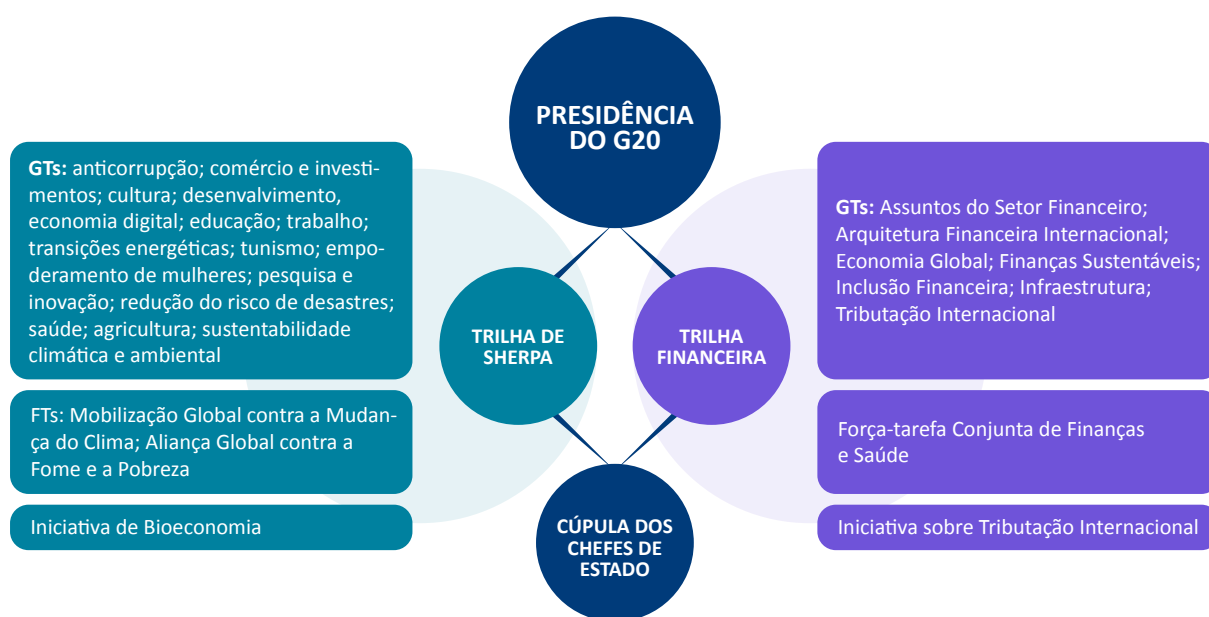 PRESIDÊNCIA
DO G20
GTs: anticorrupção; comércio e investi-
mentos; cultura; desenvalvimento,
economia digital; educação; trabalho;
transições energéticas; tunismo; empo-
deramento de mulheres; pesquisa e
inovação; redução do risco de desastres;
saúde; agricultura; sustentabilidade
climática e ambiental
FTs: Mobilização Global contra a Mudan-
ça do Clima; Aliança Global contra a
Fome e a Pobreza
Iniciativa de Bioeconomia
TRILHA DE
SHERPA
TRILHA
FINANCEIRA
GTs: Assuntos do Setor Financeiro;
Arquitetura Financeira Internacional;
Economia Global; Finanças Sustentáveis;
Inclusão Financeira; Infraestrutura;
Tributação Internacional
Força-tarefa Conjunta de Finanças
e Saúde
Iniciativa sobre Tributação Internacional
CÚPULA DOS
CHEFES DE
ESTADO